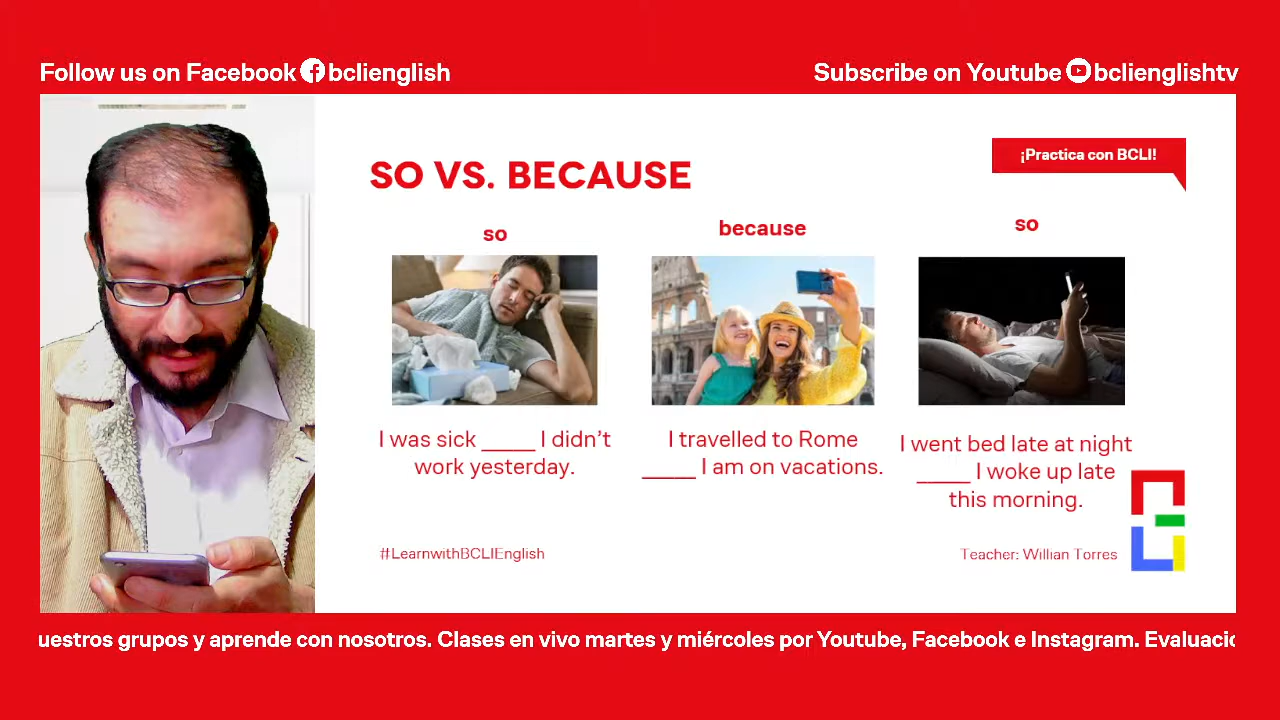 Follow us on Facebook bclienglish
Subscribe on Youtube bclienglishtv
¡Practica con BCLI!
SO VS. BECAUSE
so
because
so
I was sick _____ I didn't
work yesterday.
I travelled to Rome
_____ I am on vacations.
I went bed late at night
_____ I woke up late
this morning.
#LearnwithBCLIEnglish
Teacher: Willian Torres
uestros grupos y aprende con nosotros. Clases en vivo martes y miércoles por Youtube, Facebook e Instagram. Evaluacio